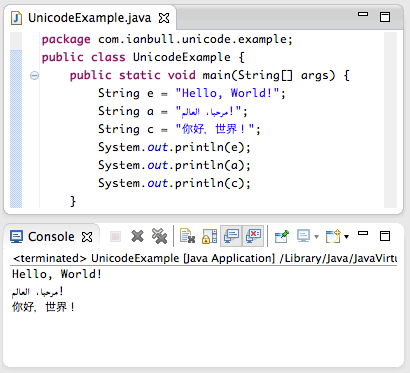 UnicodeExample.java
package com.ianbull.unicode.example;
public class UnicodeExample {
public static void main(String[] args) {
String e = "Hello, World!";
String a = "مرحبا، العالم!";
String c = "你好，世界！";
System.out.println(e);
System.out.println(a);
System.out.println(c);
}
Console
<terminated> UnicodeExample [Java Application] /Library/Java/JavaVirtu
Hello, World!
مرحبا، العالم!
你好，世界！